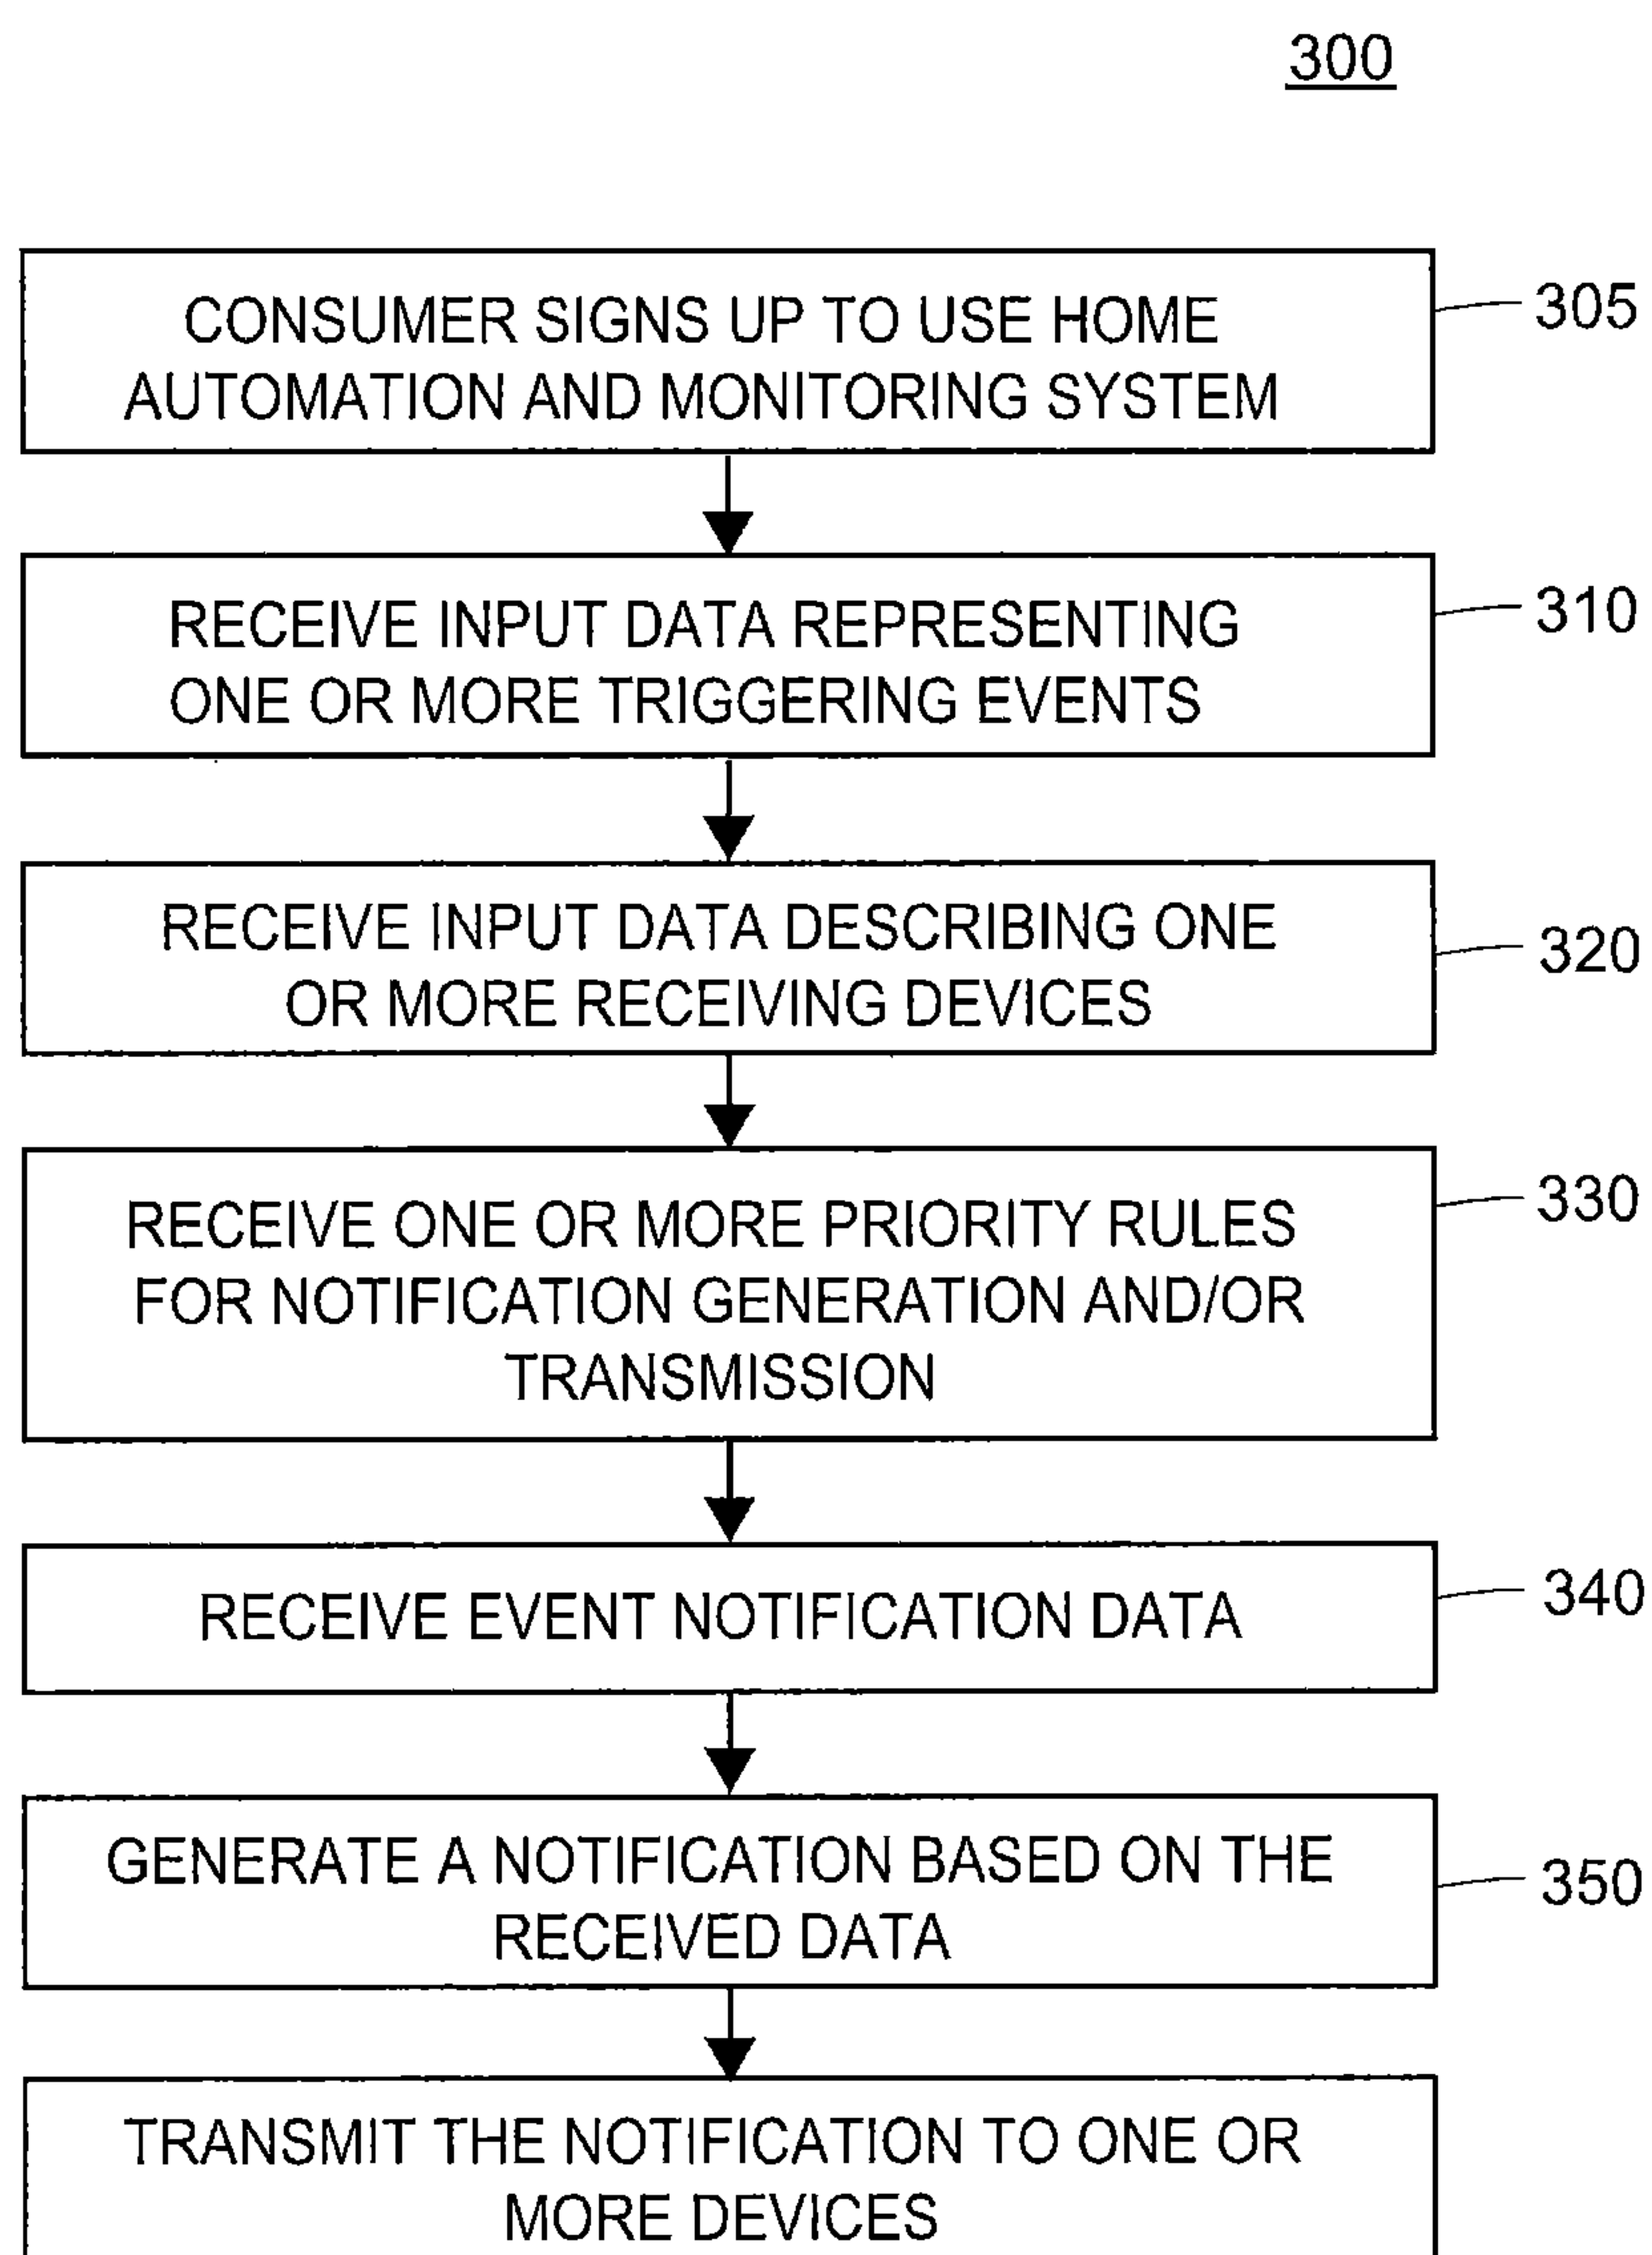 300
CONSUMER SIGNS UP TO USE HOME
AUTOMATION AND MONITORING SYSTEM
305
RECEIVE INPUT DATA REPRESENTING
ONE OR MORE TRIGGERING EVENTS
310
RECEIVE INPUT DATA DESCRIBING ONE
OR MORE RECEIVING DEVICES
320
RECEIVE ONE OR MORE PRIORITY RULES
FOR NOTIFICATION GENERATION AND/OR
TRANSMISSION
330
RECEIVE EVENT NOTIFICATION DATA
340
GENERATE A NOTIFICATION BASED ON THE
RECEIVED DATA
350
TRANSMIT THE NOTIFICATION TO ONE OR
MORE DEVICES